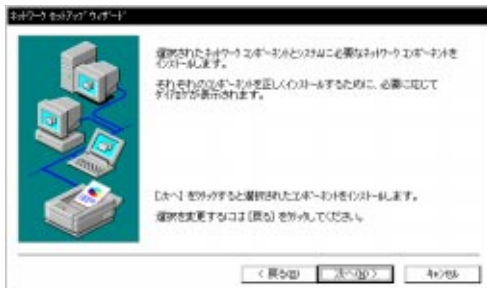 ネットワーク セットアップ ウィザード
選択されたネットワーク コンポーネントとシステムに必要なネットワーク コンポーネントを
インストールします。
それぞれのコンポーネントを正しくインストールするために、必要に応じて
ダイアログが表示されます。
[次へ] をクリックすると選択されたコンポーネントをインストールします。
選択を変更するには [戻る] をクリックしてください。
< 戻る(B)
次へ(N) >
キャンセル